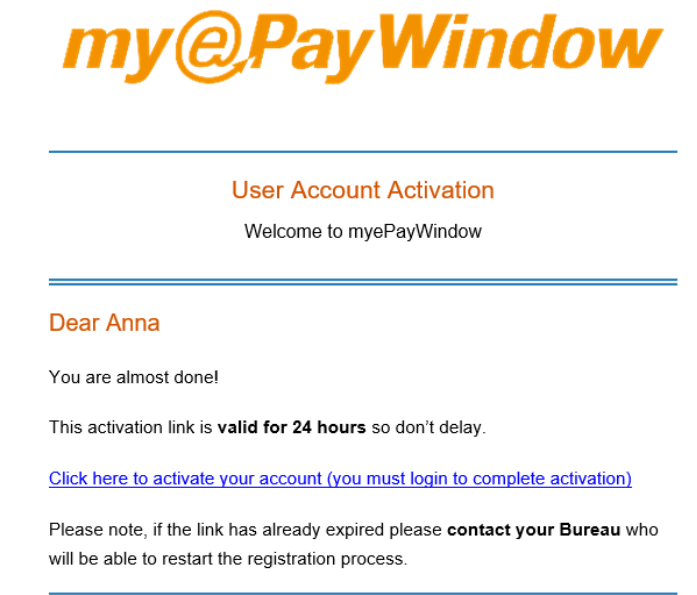 my@PayWindow
User Account Activation
Welcome to myePayWindow
Dear Anna
You are almost done!
This activation link is valid for 24 hours so don’t delay.
Click here to activate your account (you must login to complete activation)
Please note, if the link has already expired please contact your Bureau who
will be able to restart the registration process.